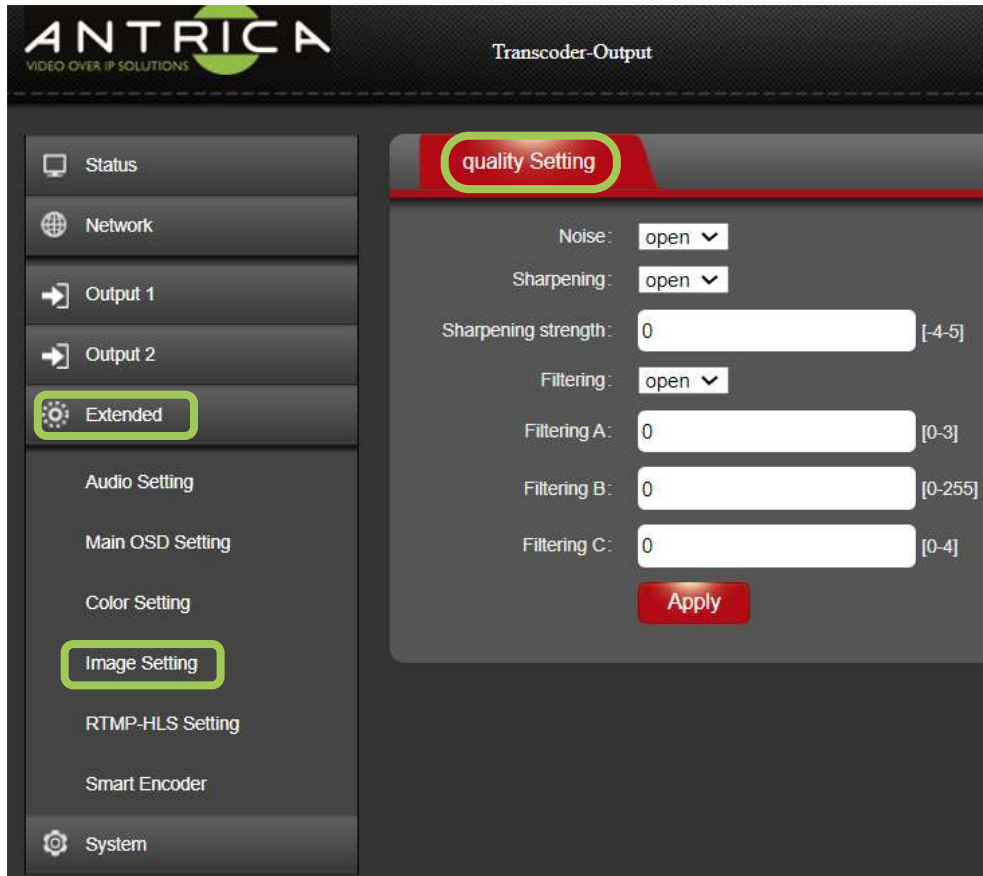 ANTRICA
VIDEO OVER IP SOLUTIONS
Transcoder-Output
Status
Network
Output 1
Output 2
Extended
Audio Setting
Main OSD Setting
Color Setting
Image Setting
RTMP-HLS Setting
Smart Encoder
System
quality Setting
Noise: open
Sharpening: open
Sharpening strength: 0 [-4-5]
Filtering: open
Filtering A: 0 [0-3]
Filtering B: 0 [0-255]
Filtering C: 0 [0-4]
Apply